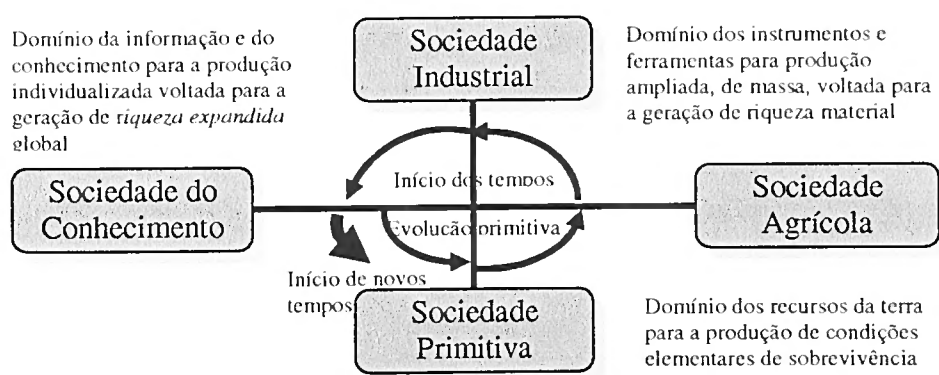 Domínio da informação e do
conhecimento para a produção
individualizada voltada para a
geração de riqueza expandida
global
Sociedade
Industrial
Domínio dos instrumentos e
ferramentas para produção
ampliada, de massa, voltada para
a geração de riqueza material
Sociedade do
Conhecimento
Início dos tempos
Evolução primitiva
Sociedade
Agrícola
Início de novos
tempos
Sociedade
Primitiva
Domínio dos recursos da terra
para a produção de condições
elementares de sobrevivência